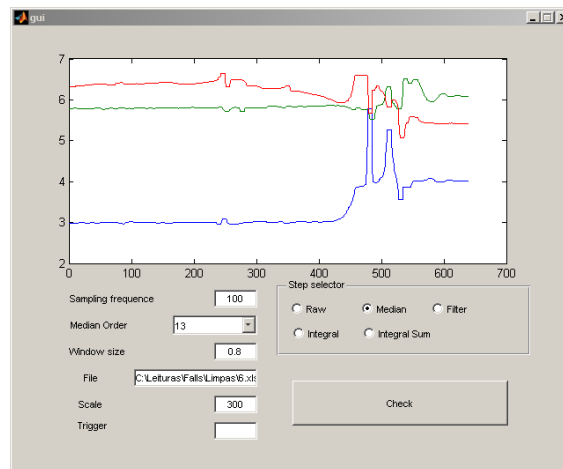 gui
7
6
5
4
3
2
0 100 200 300 400 500 600 700
Step selector
Sampling frequence 100
Raw Median Filter
Median Order 13
Integral Integral Sum
Window size 0.8
File C:\Leituras\Falls\Limpas\6.xls
Check
Scale 300
Trigger